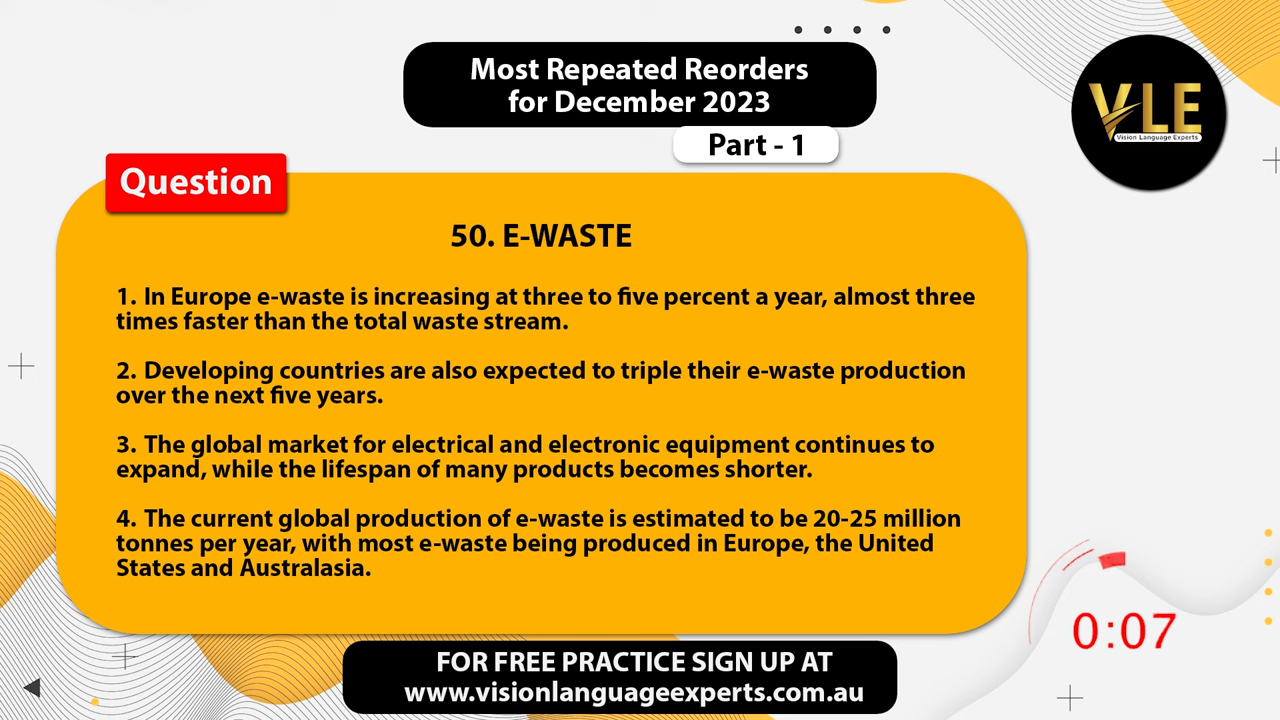 Most Repeated Reorders
for December 2023
Part - 1
VLE
Vision Language Experts
Question
50. E-WASTE
1. In Europe e-waste is increasing at three to five percent a year, almost three
times faster than the total waste stream.
2. Developing countries are also expected to triple their e-waste production
over the next five years.
3. The global market for electrical and electronic equipment continues to
expand, while the lifespan of many products becomes shorter.
4. The current global production of e-waste is estimated to be 20-25 million
tonnes per year, with most e-waste being produced in Europe, the United
States and Australasia.
0:07
FOR FREE PRACTICE SIGN UP AT
www.visionlanguageexperts.com.au